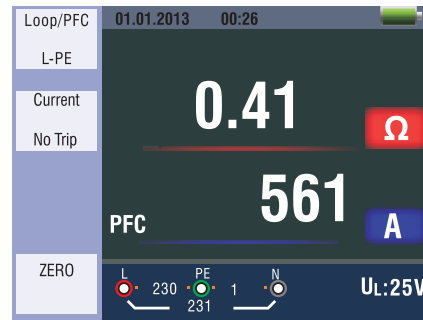 Loop/PFC
L-PE
Current
No Trip
ZERO
01.01.2013 00:26
0.41 Ω
PFC 561 A
L PE N
230 1
231
UL:25V